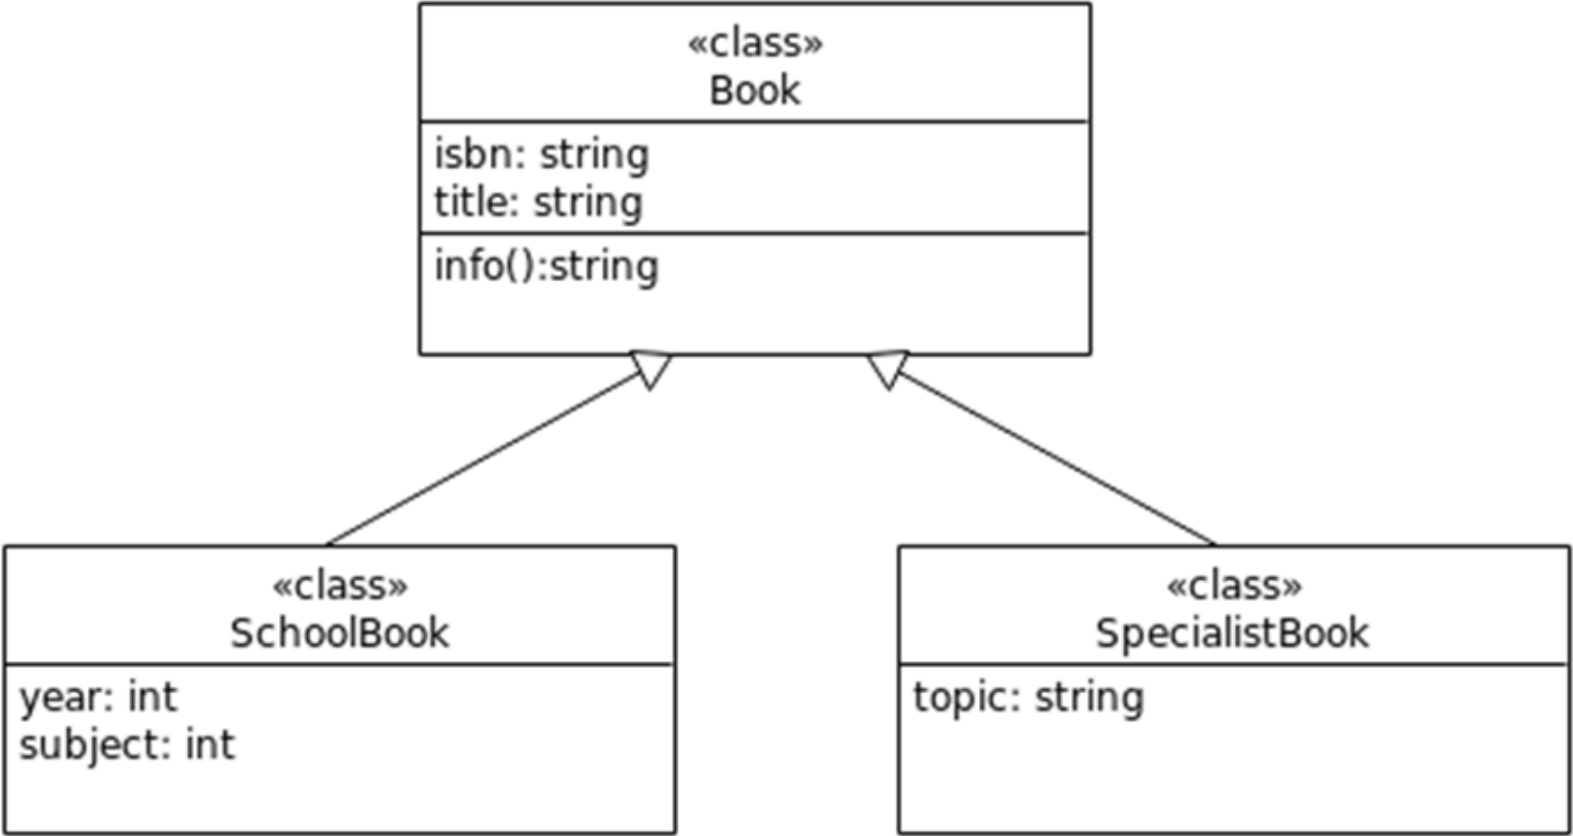 «class»
Book
isbn: string
title: string
info():string
«class»
SchoolBook
year: int
subject: int
«class»
SpecialistBook
topic: string